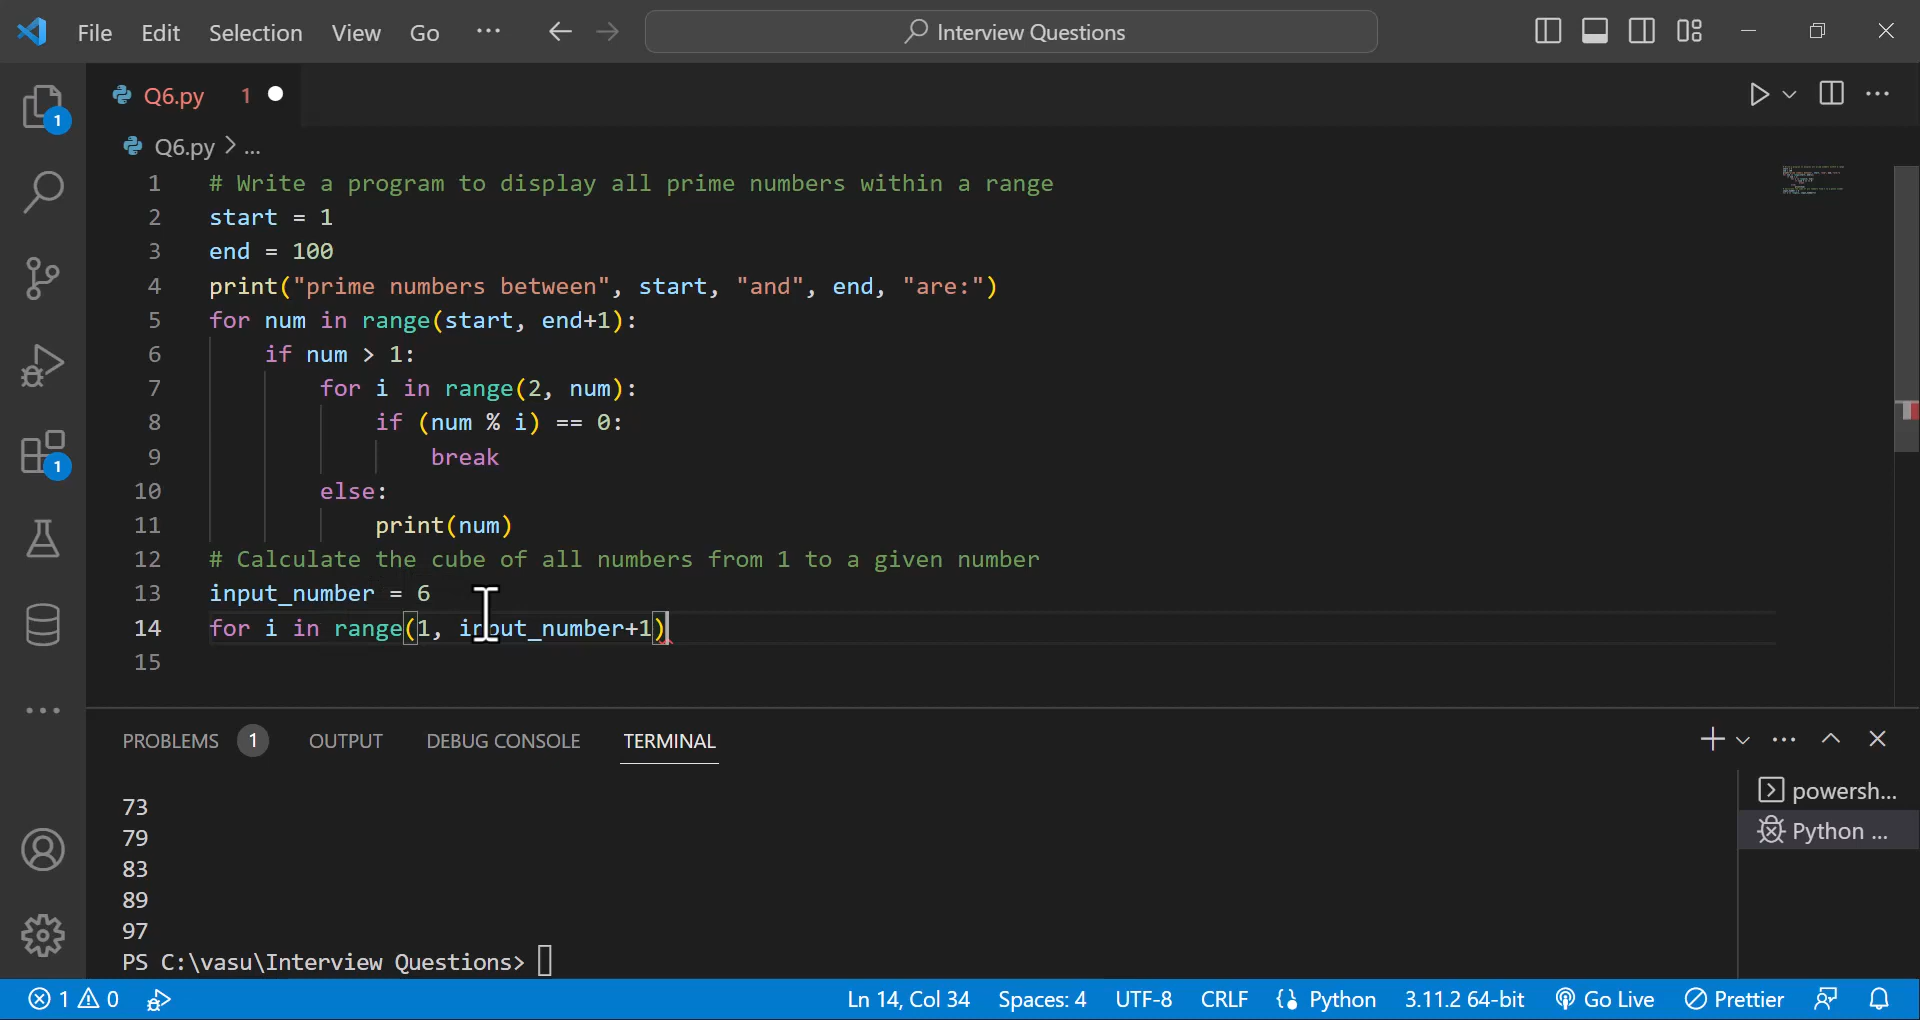 File Edit Selection View Go ··· Interview Questions
Q6.py 1
Q6.py > ...
1 # Write a program to display all prime numbers within a range
2 start = 1
3 end = 100
4 print("prime numbers between", start, "and", end, "are:")
5 for num in range(start, end+1):
6 if num > 1:
7 for i in range(2, num):
8 if (num % i) == 0:
9 break
10 else:
11 print(num)
12 # Calculate the cube of all numbers from 1 to a given number
13 input_number = 6
14 for i in range(1, input_number+1)
15
1
1
PROBLEMS 1 OUTPUT DEBUG CONSOLE TERMINAL
73
79
83
89
97
PS C:\vasu\Interview Questions>
powersh...
Python ...
1 0 Ln 14, Col 34 Spaces: 4 UTF-8 CRLF Python 3.11.2 64-bit Go Live Prettier